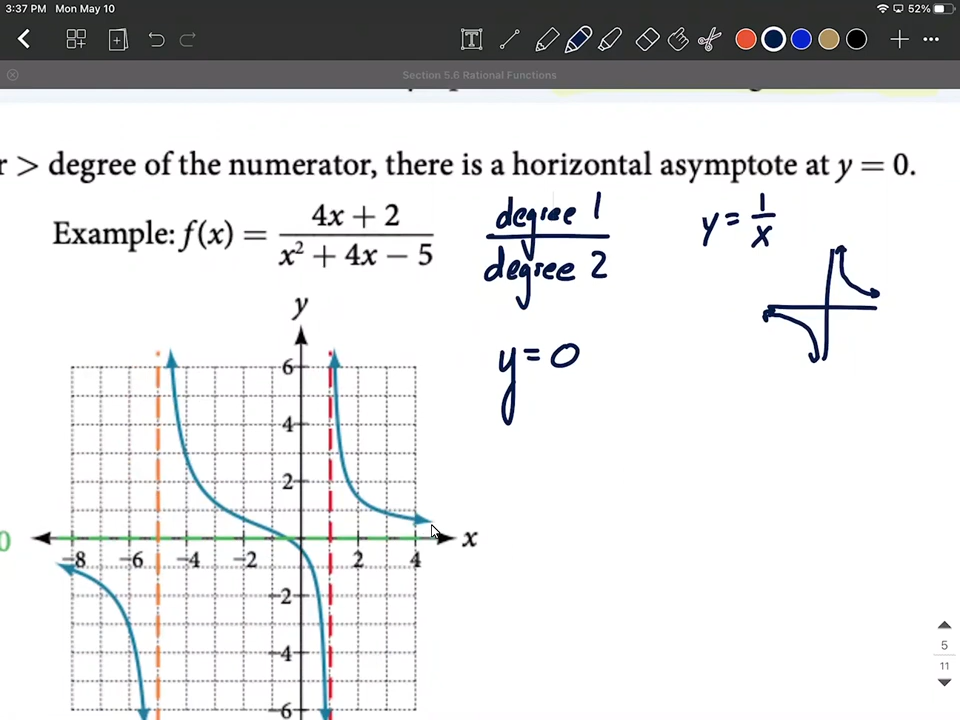 3:37 PM Mon May 10
52%
Section 5.6 Rational Functions
r > degree of the numerator, there is a horizontal asymptote at y = 0.
Example: f(x) = (4x + 2) / (x² + 4x − 5)
degree 1
degree 2
y = 1/x
y = 0
y
6
4
2
0
-8 -6 -4 -2 2 4 x
-2
-4
-6
5
11